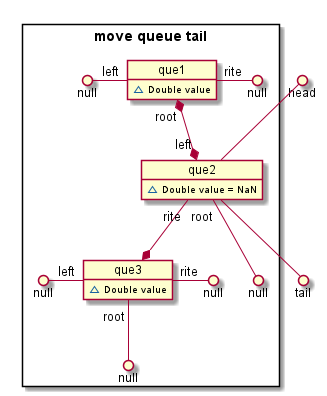 move queue tail
left que1 rite
null Double value null head
root
left
que2
Double value = NaN
rite root
left que3 rite
null Double value null null tail
root
null